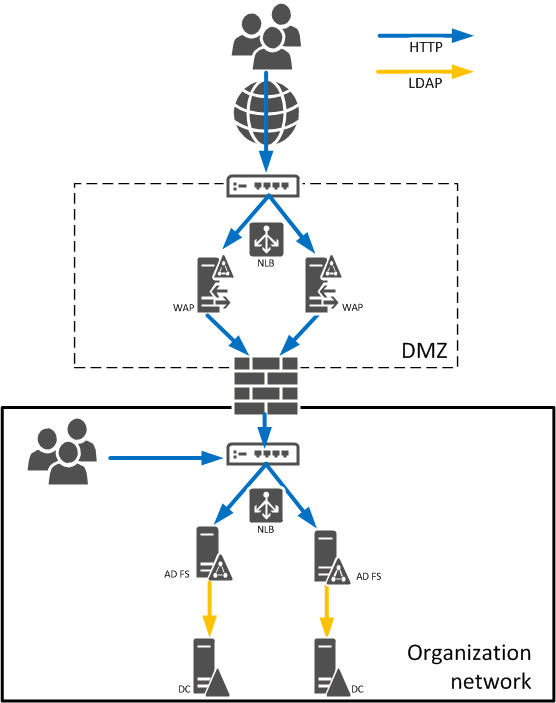 HTTP
LDAP
NLB
WAP
WAP
DMZ
NLB
AD FS
AD FS
Organization
network
DC
DC